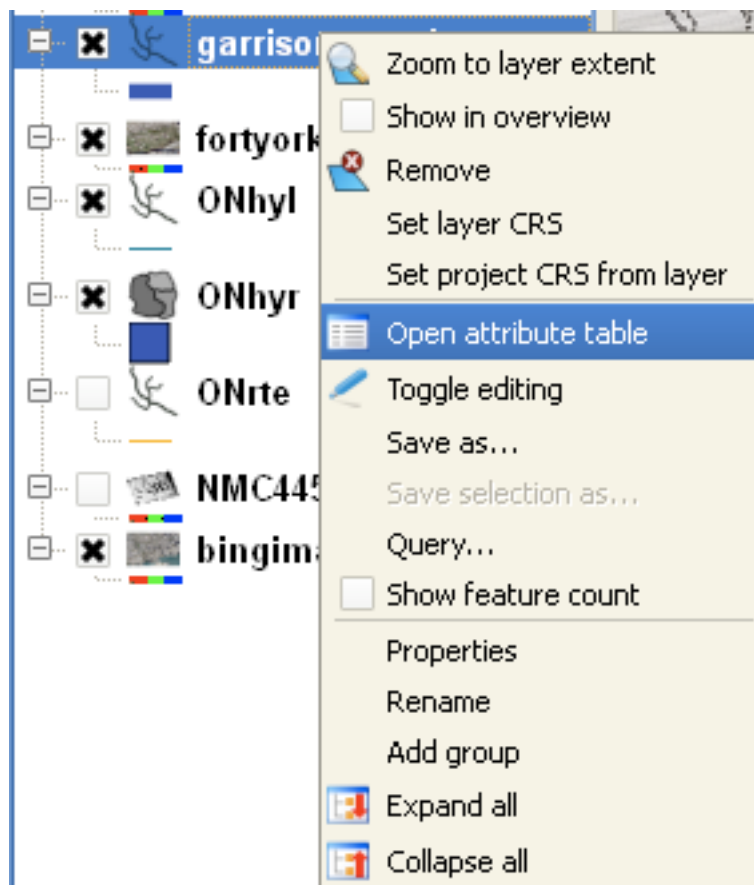 garriso
fortyork
ONhyl
ONhyr
ONrte
NMC445
bingima
Zoom to layer extent
Show in overview
Remove
Set layer CRS
Set project CRS from layer
Open attribute table
Toggle editing
Save as...
Save selection as...
Query...
Show feature count
Properties
Rename
Add group
Expand all
Collapse all